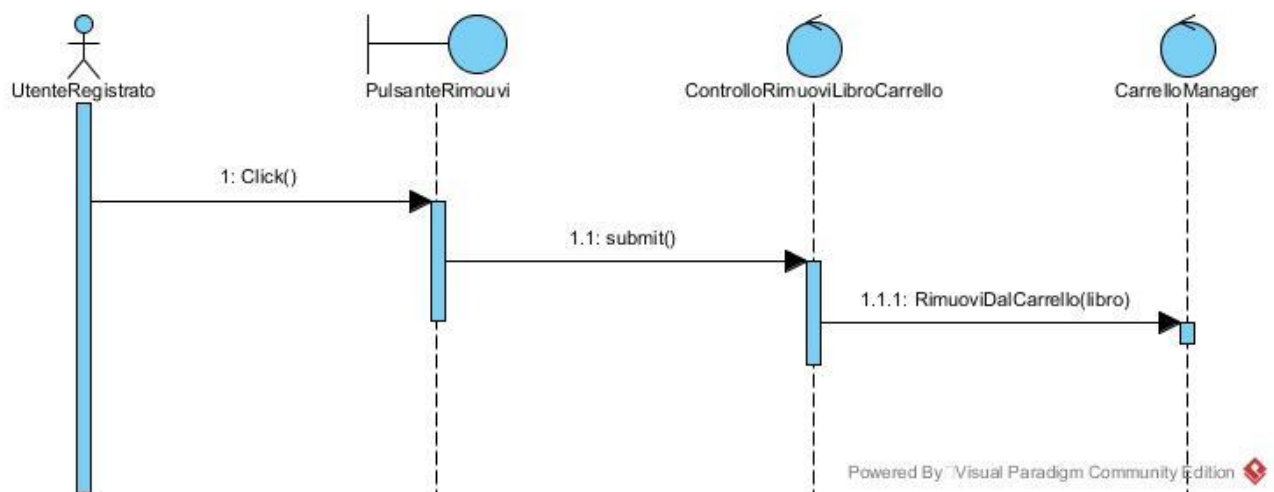 UtenteRegistrato
PulsanteRimouvi
ControlloRimuoviLibroCarrello
CarrelloManager
1: Click()
1.1: submit()
1.1.1: RimuoviDalCarrello(libro)
Powered By Visual Paradigm Community Edition